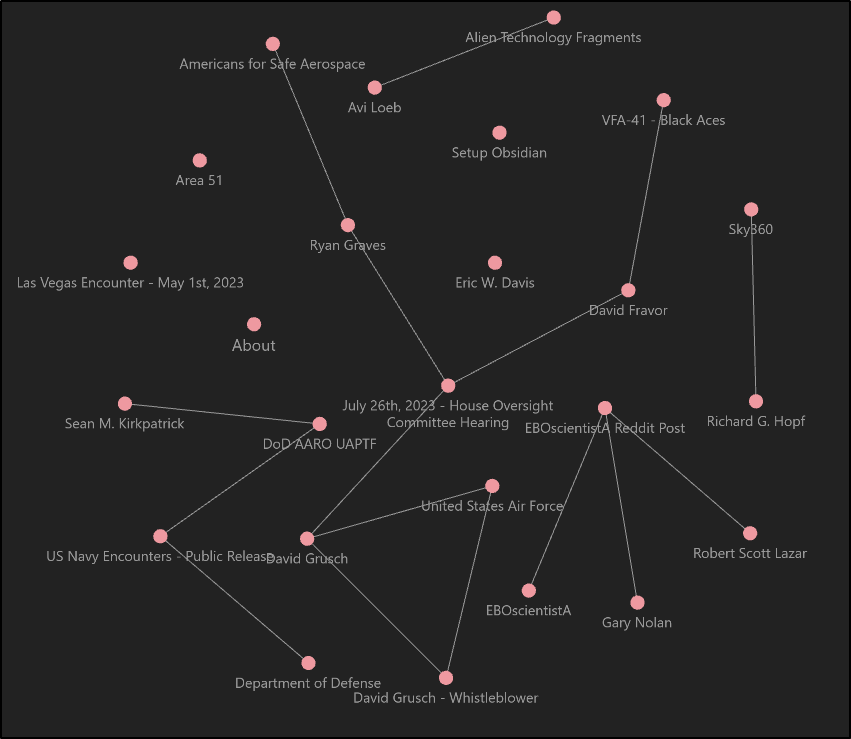 Alien Technology Fragments
Americans for Safe Aerospace
Avi Loeb
VFA-41 - Black Aces
Setup Obsidian
Area 51
Sky360
Ryan Graves
Las Vegas Encounter - May 1st, 2023
Eric W. Davis
David Fravor
About
July 26th, 2023 - House Oversight
Committee Hearing
Sean M. Kirkpatrick
Richard G. Hopf
EBOscientistA Reddit Post
DoD AARO UAPTF
United States Air Force
US Navy Encounters - Public Release
David Grusch
Robert Scott Lazar
EBOscientistA
Gary Nolan
Department of Defense
David Grusch - Whistleblower